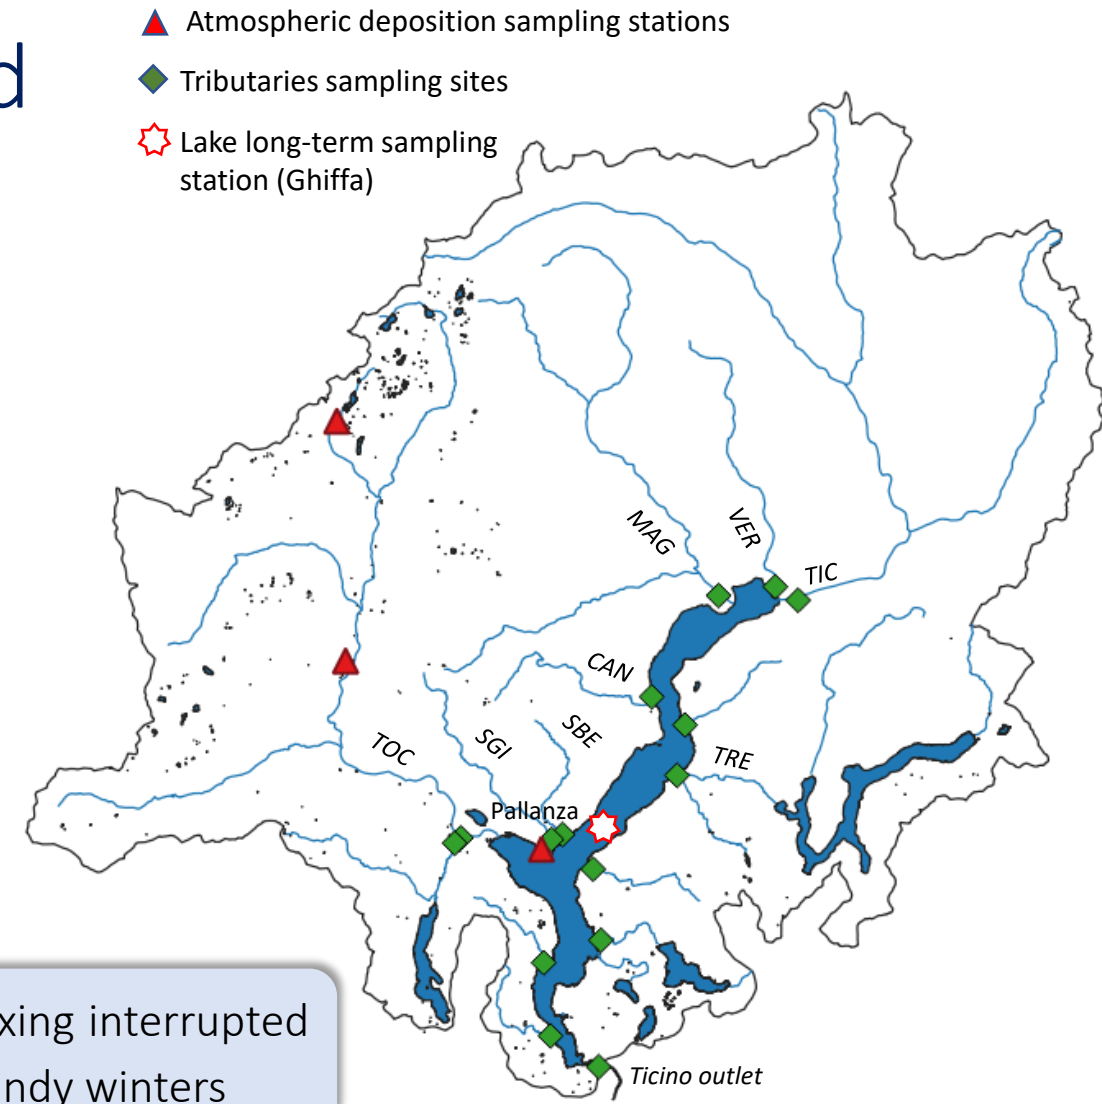 d
Atmospheric deposition sampling stations
Tributaries sampling sites
Lake long-term sampling
station (Ghiffa)
MAG
VER
TIC
CAN
SBE
SGI
TOC
TRE
Pallanza
xing interrupted
ndy winters
Ticino outlet